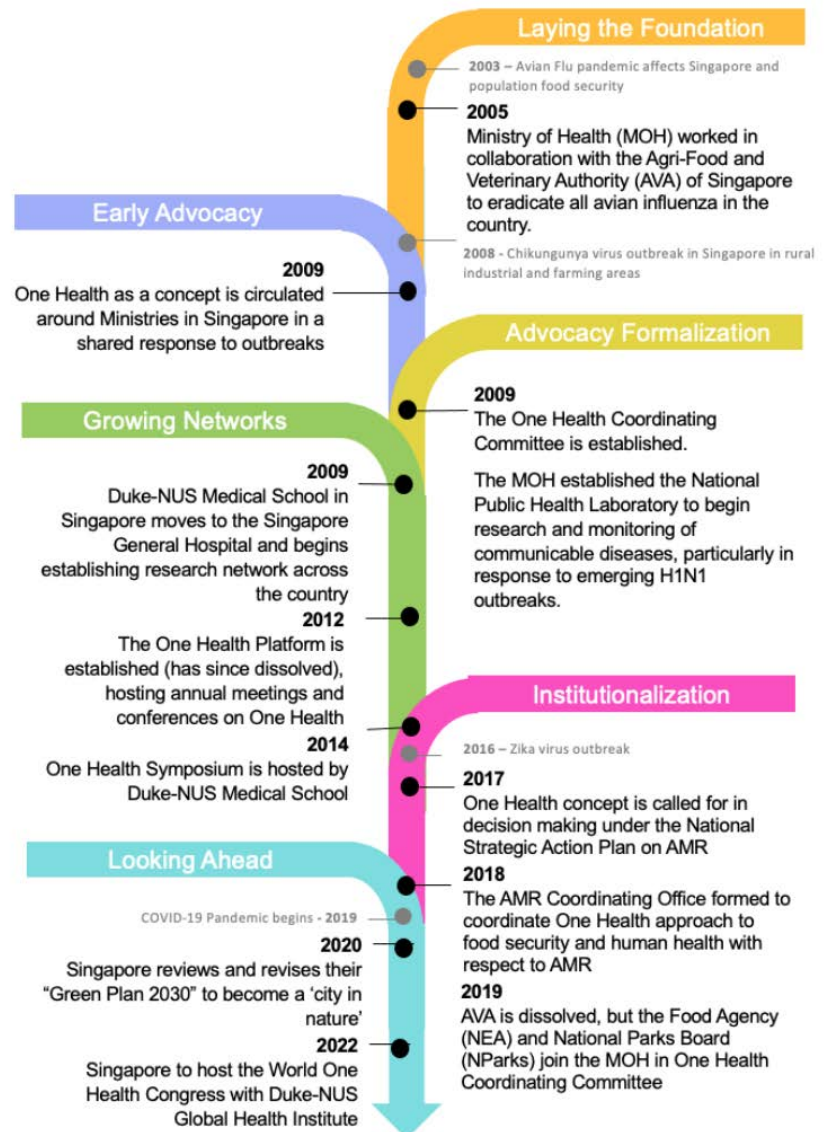 Laying the Foundation
2003 – Avian Flu pandemic affects Singapore and
population food security
2005
Ministry of Health (MOH) worked in
collaboration with the Agri-Food and
Veterinary Authority (AVA) of Singapore
to eradicate all avian influenza in the
country.
2008 - Chikungunya virus outbreak in Singapore in rural
industrial and farming areas
Early Advocacy
2009
One Health as a concept is circulated
around Ministries in Singapore in a
shared response to outbreaks
Advocacy Formalization
2009
The One Health Coordinating
Committee is established.
The MOH established the National
Public Health Laboratory to begin
research and monitoring of
communicable diseases, particularly in
response to emerging H1N1
outbreaks.
Growing Networks
2009
Duke-NUS Medical School in
Singapore moves to the Singapore
General Hospital and begins
establishing research network across
the country
2012
The One Health Platform is
established (has since dissolved),
hosting annual meetings and
conferences on One Health
2014
One Health Symposium is hosted by
Duke-NUS Medical School
Institutionalization
2016 – Zika virus outbreak
2017
One Health concept is called for in
decision making under the National
Strategic Action Plan on AMR
2018
The AMR Coordinating Office formed to
coordinate One Health approach to
food security and human health with
respect to AMR
2019
AVA is dissolved, but the Food Agency
(NEA) and National Parks Board
(NParks) join the MOH in One Health
Coordinating Committee
Looking Ahead
COVID-19 Pandemic begins - 2019
2020
Singapore reviews and revises their
“Green Plan 2030” to become a ‘city in
nature’
2022
Singapore to host the World One
Health Congress with Duke-NUS
Global Health Institute